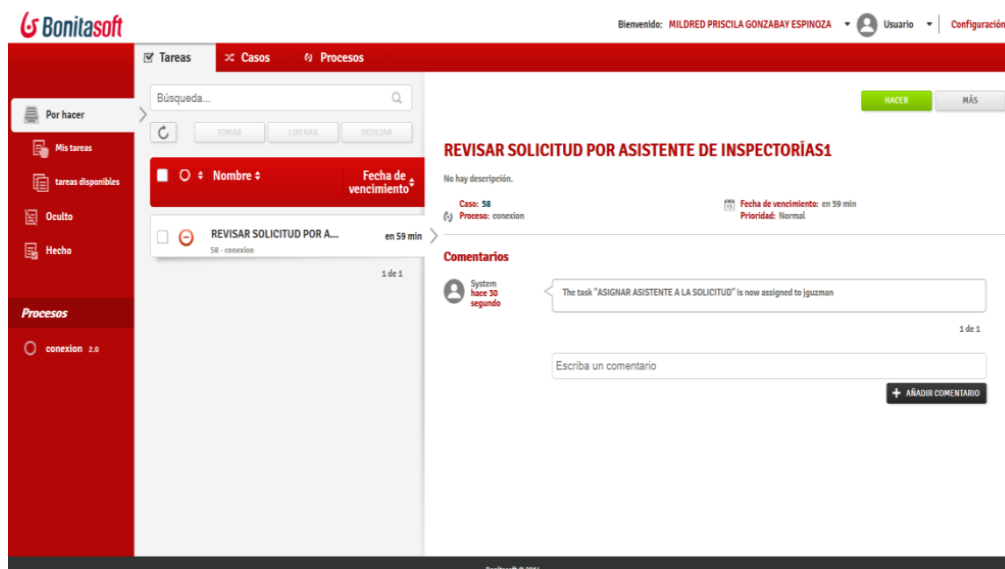 Bonitasoft
Bienvenido: MILDRED PRISCILA GONZABAY ESPINOZA
Usuario
Configuración
Tareas
Casos
Procesos
Por hacer
Mis tareas
tareas disponibles
Oculto
Hecho
Procesos
conexion 2.0
Búsqueda...
TOMAR
LIBERAR
OCULTAR
Nombre
Fecha de
vencimiento
REVISAR SOLICITUD POR A...
en 59 min
58 - conexion
1 de 1
HACER
MÁS
REVISAR SOLICITUD POR ASISTENTE DE INSPECTORÍAS1
No hay descripción.
Caso: 58
Fecha de vencimiento: en 59 min
Proceso: conexion
Prioridad: Normal
Comentarios
System
hace 30
segundo
The task "ASIGNAR ASISTENTE A LA SOLICITUD" is now assigned to jguzman
1 de 1
Escriba un comentario
+ AÑADIR COMENTARIO